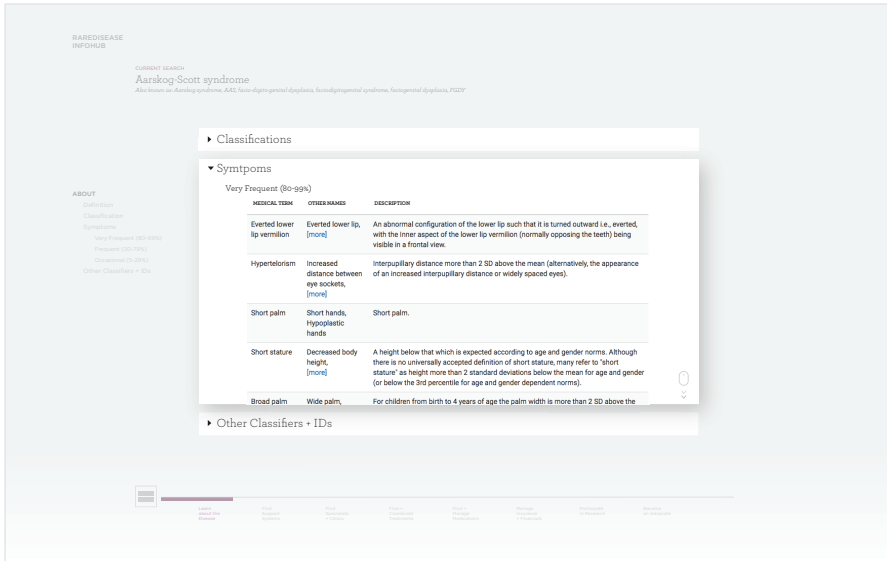 RAREDISEASE
INFOHUB
CURRENT SEARCH
Aarskog-Scott syndrome
Also known as: Aarskog syndrome, AAS, facio-digito-genital dysplasia, faciodigitogenital syndrome, faciogenital dysplasia, FGDY
Classifications
Symtpoms
Very Frequent (80-99%)
MEDICAL TERM OTHER NAMES DESCRIPTION
Everted lower Everted lower lip, An abnormal configuration of the lower lip such that it is turned outward i.e., everted,
lip vermilion [more] with the Inner aspect of the lower lip vermilion (normally opposing the teeth) being
visible in a frontal view.
Hypertelorism Increased Interpupillary distance more than 2 SD above the mean (alternatively, the appearance
distance between of an increased interpupillary distance or widely spaced eyes).
eye sockets,
[more]
Short palm Short hands, Short palm.
Hypoplastic
hands
Short stature Decreased body A height below that which is expected according to age and gender norms. Although
height, there is no universally accepted definition of short stature, many refer to "short
[more] stature" as height more than 2 standard deviations below the mean for age and gender
(or below the 3rd percentile for age and gender dependent norms).
Broad palm Wide palm, For children from birth to 4 years of age the palm width is more than 2 SD above the
Other Classifiers + IDs
ABOUT
Definition
Classification
Symptoms
Very Frequent (80-99%)
Frequent (30-79%)
Occasional (5-29%)
Other Classifiers + IDs
Learn
About the
Disease